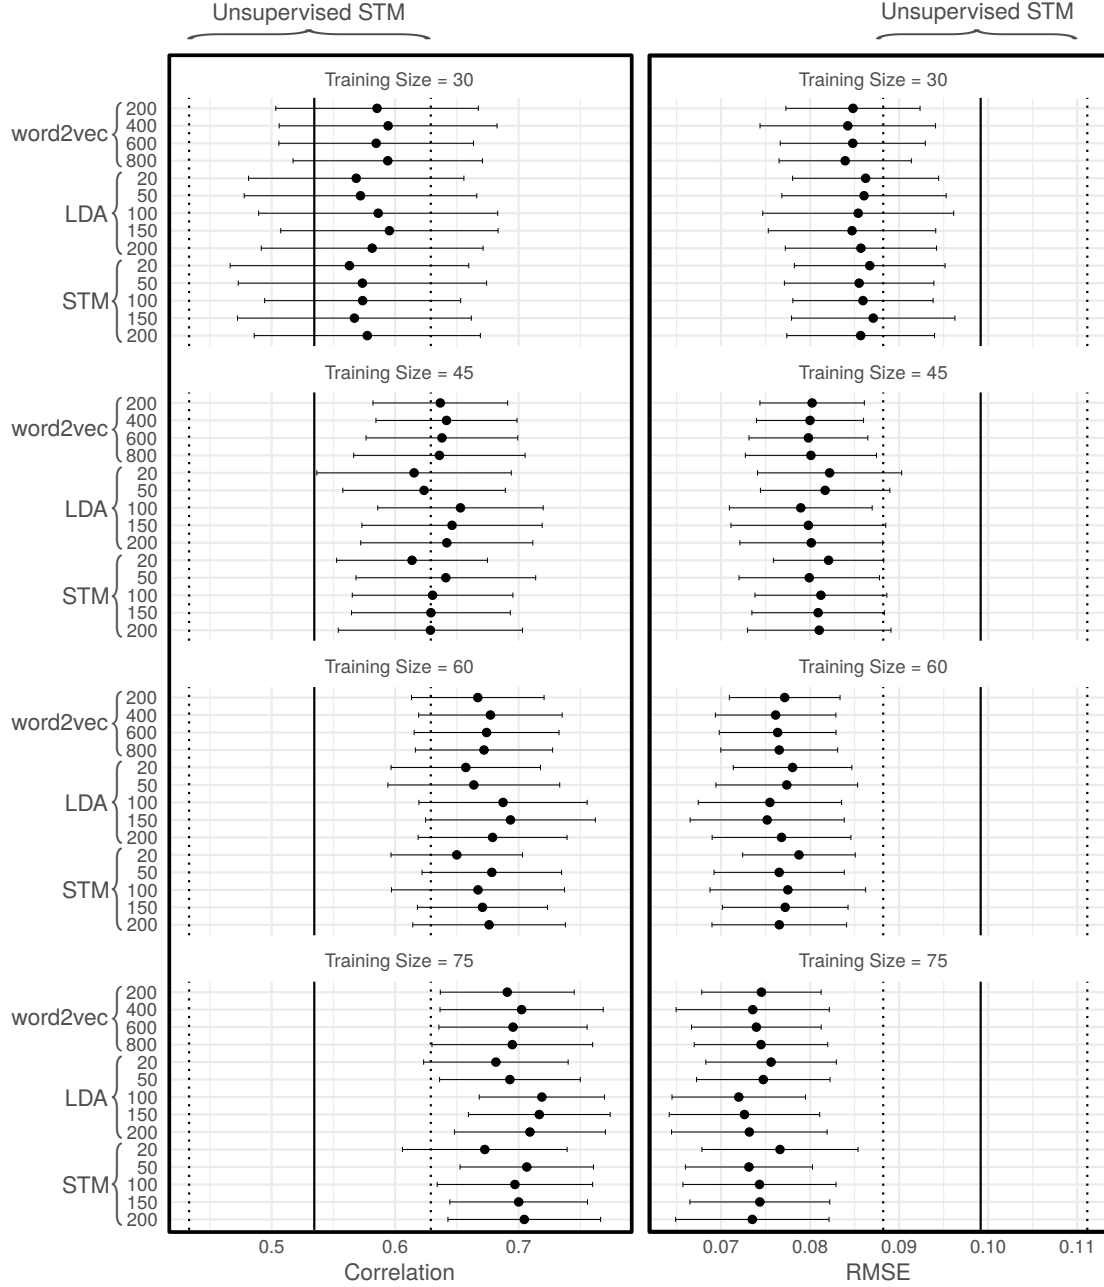 Unsupervised STM
Unsupervised STM
Training Size = 30
Training Size = 30
word2vec
200
400
600
800
LDA
20
50
100
150
200
STM
20
50
100
150
200
Training Size = 45
Training Size = 45
word2vec
200
400
600
800
LDA
20
50
100
150
200
STM
20
50
100
150
200
Training Size = 60
Training Size = 60
word2vec
200
400
600
800
LDA
20
50
100
150
200
STM
20
50
100
150
200
Training Size = 75
Training Size = 75
word2vec
200
400
600
800
LDA
20
50
100
150
200
STM
20
50
100
150
200
0.5 0.6 0.7
0.07 0.08 0.09 0.10 0.11
Correlation
RMSE